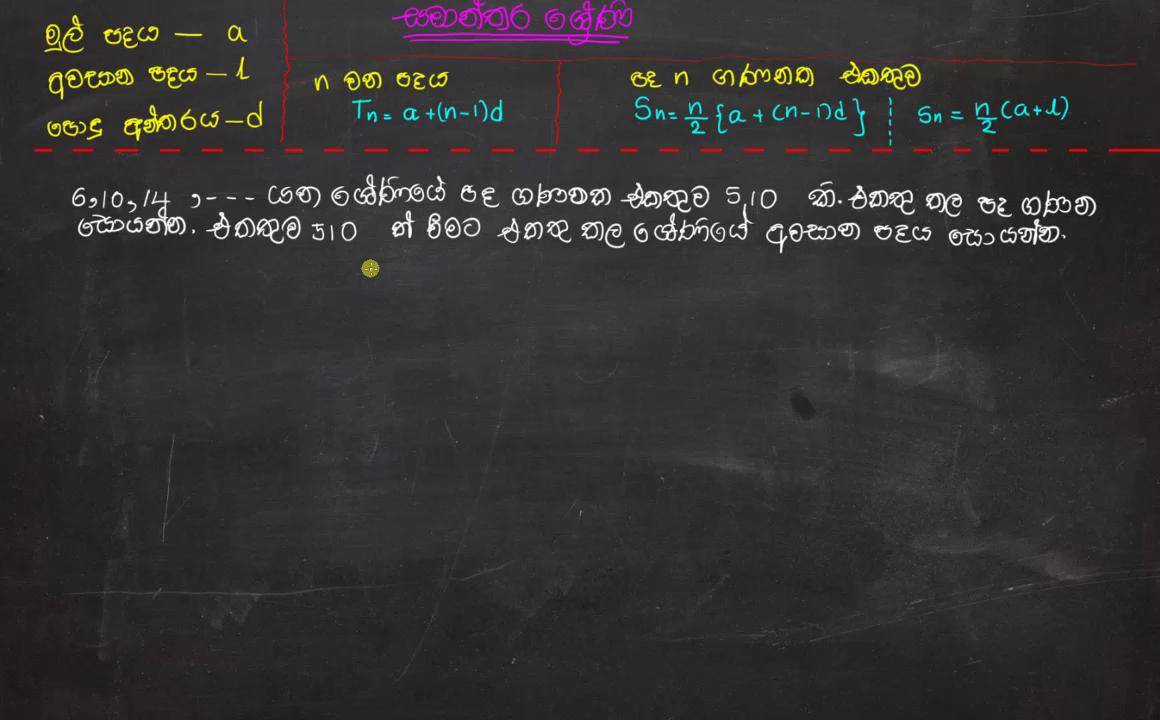 සමාන්තර ශ්‍රේණි
මුල් පදය — a
අවසාන පදය — l
පොදු අන්තරය — d
n වන පදය
Tn = a + (n-1)d
පද n ගණනක එකතුව
Sn = n/2 {a + (n-1)d}
Sn = n/2 (a+l)
6,10,14 ,--- යන ශ්‍රේණියේ පද ගණනක එකතුව 5,10 කි. එකතු කල පද ගණන
සොයන්න. එකතුව 510 ක් වීමට එකතු කල ශ්‍රේණියේ අවසාන පදය සොයන්න.